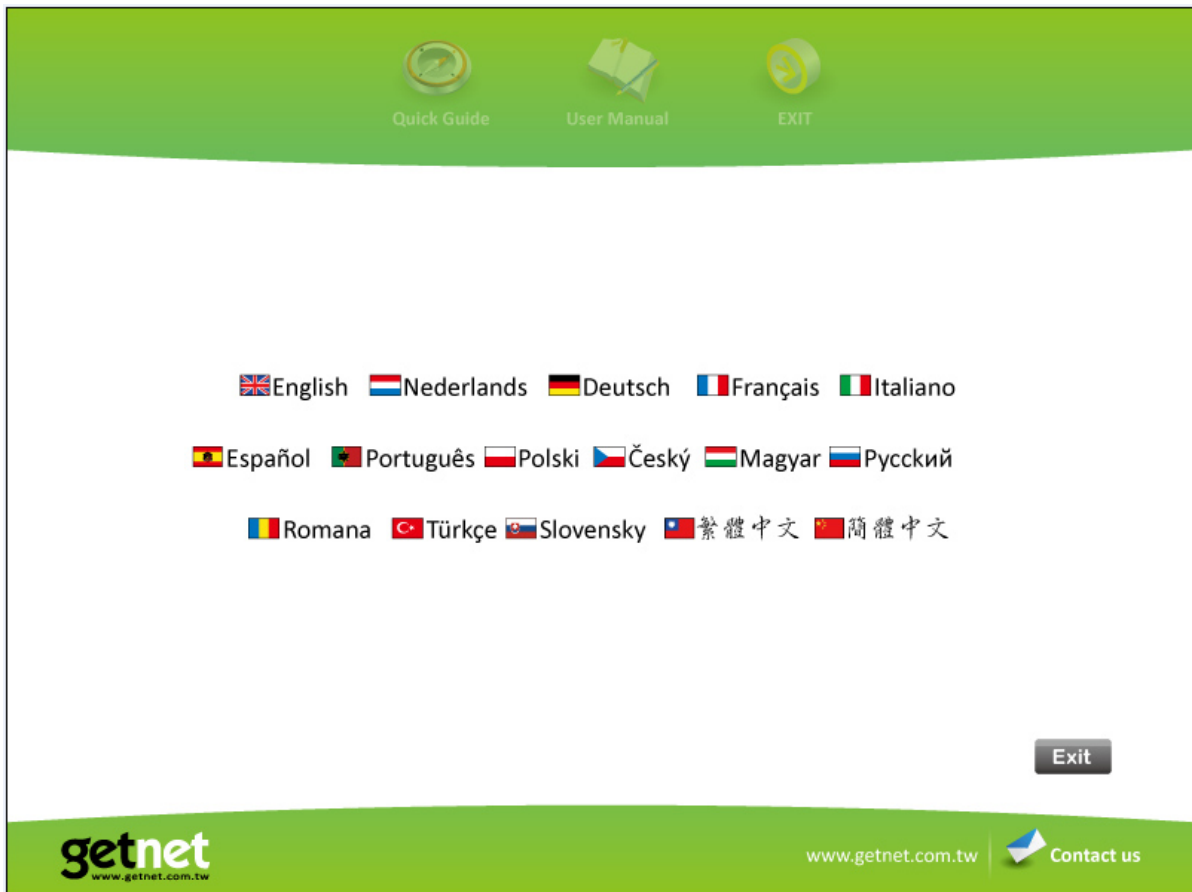 Quick Guide User Manual EXIT
English Nederlands Deutsch Français Italiano
Español Português Polski Český Magyar Русский
Romana Türkçe Slovensky 繁體中文 簡體中文
Exit
getnet www.getnet.com.tw Contact us
www.getnet.com.tw